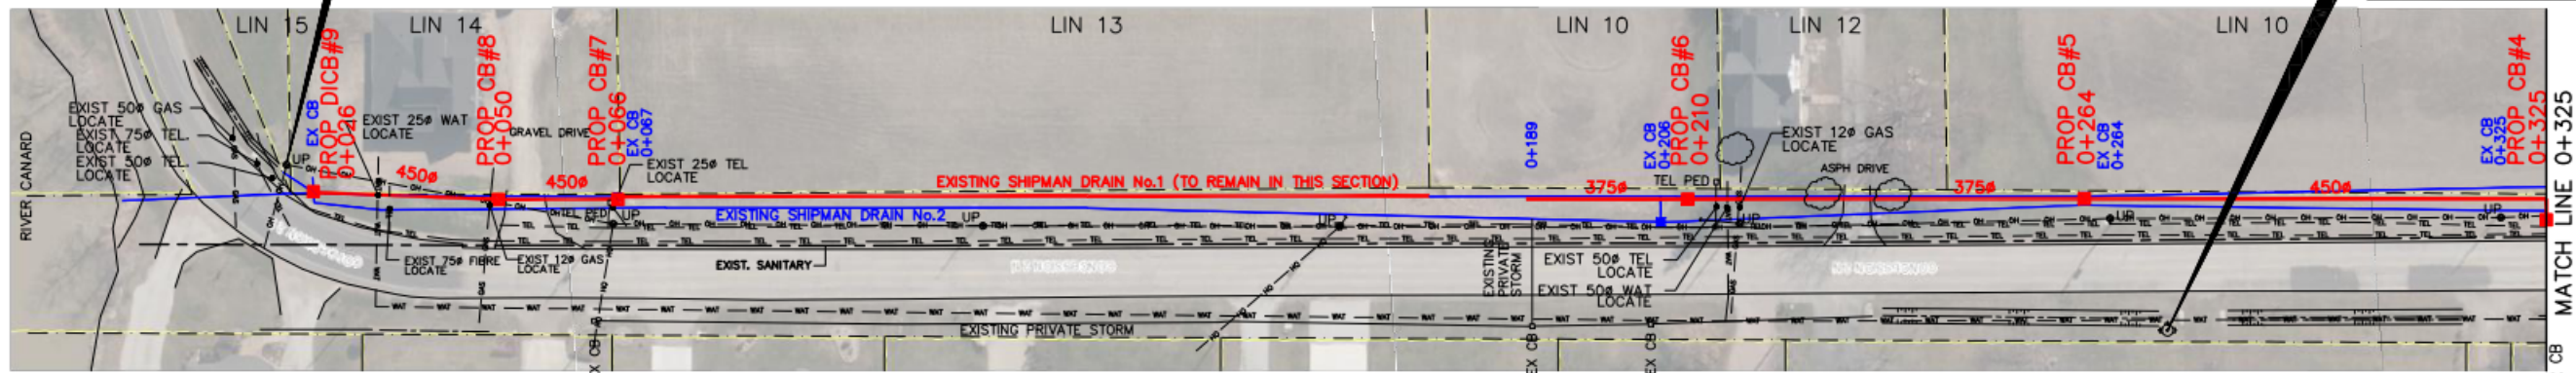 LIN 15
LIN 14
LIN 13
LIN 10
LIN 12
LIN 10
RIVER CANARD
EXIST 50ø GAS
LOCATE
EXIST 75ø TEL.
LOCATE
EXIST 50ø TEL.
LOCATE
UP
EX CB
PROP DICB#9
0+026
EXIST 25ø WAT
LOCATE
450ø
PROP CB#8
0+050
GRAVEL DRIVE
450ø
PROP CB#7
0+066
EX CB
0+067
EXIST 25ø TEL
LOCATE
TEL PED
UP
EXISTING SHIPMAN DRAIN No.1 (TO REMAIN IN THIS SECTION)
EXISTING SHIPMAN DRAIN No.2
UP
UP
EXIST 75ø FIBRE
LOCATE
EXIST 12ø GAS
LOCATE
EXIST. SANITARY
EXISTING PRIVATE STORM
EX CB
0+189
EX CB
0+206
PROP CB#6
0+210
375ø
TEL PED
EXIST 12ø GAS
LOCATE
ASPH DRIVE
UP
EXISTING
PRIVATE
STORM
EXIST 50ø TEL
LOCATE
EXIST 50ø WAT
LOCATE
EX CB
EX CB
375ø
PROP CB#5
0+264
EX CB
0+264
UP
450ø
EX CB
0+325
PROP CB#4
0+325
UP
MATCH LINE 0+325
CB